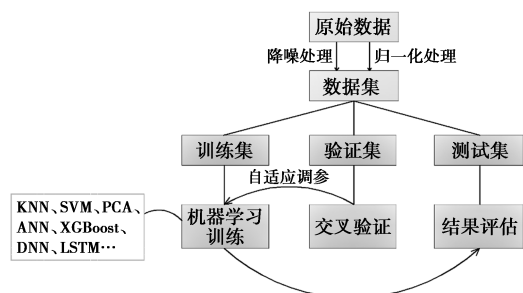 原始数据
降噪处理 归一化处理
数据集
训练集 验证集 测试集
自适应调参
KNN、SVM、PCA、
ANN、XGBoost、
DNN、LSTM…
机器学习
训练
交叉验证
结果评估